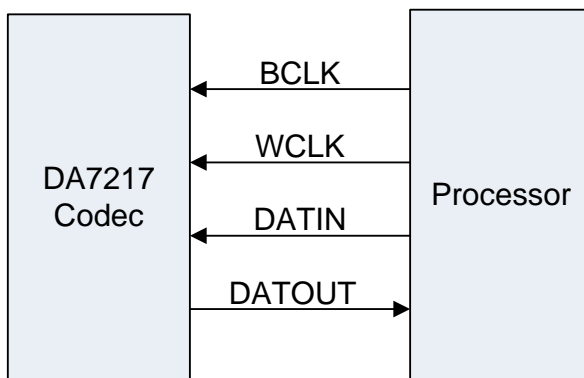 BCLK
WCLK
DA7217
Codec
Processor
DATIN
DATOUT